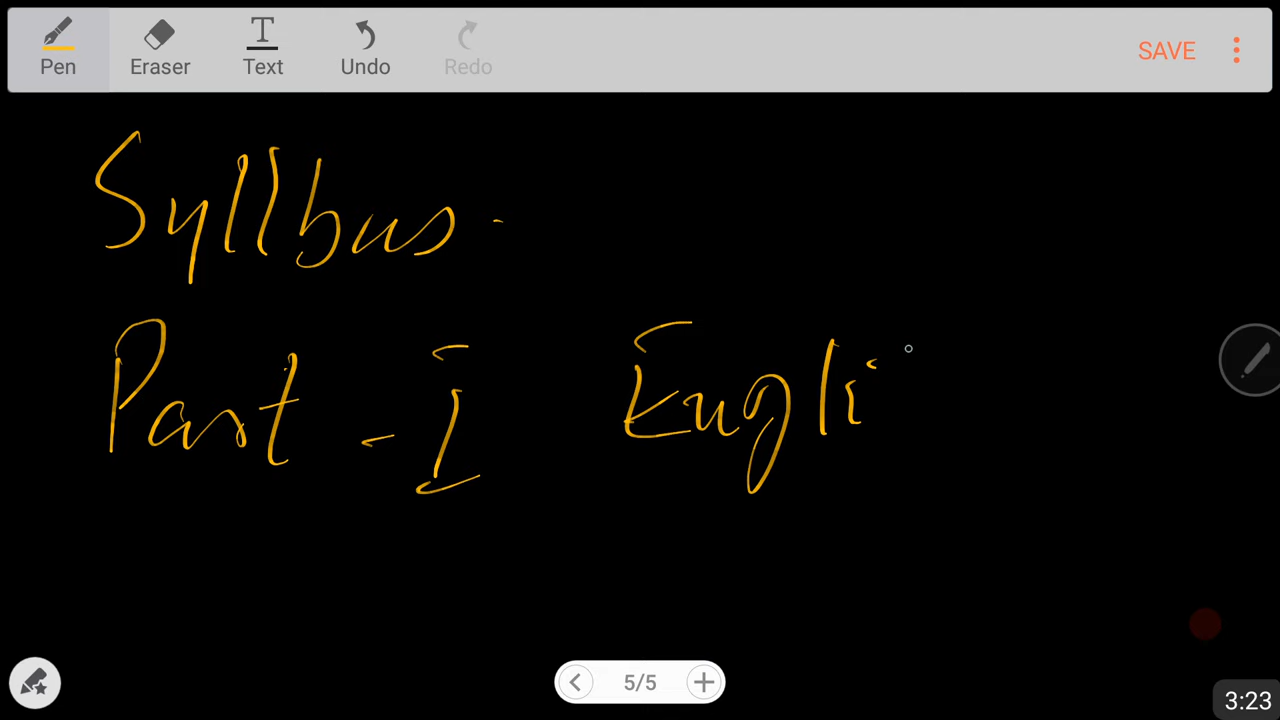 Pen Eraser Text Undo Redo SAVE
Syllbus.
Part - I Engli
5/5
3:23